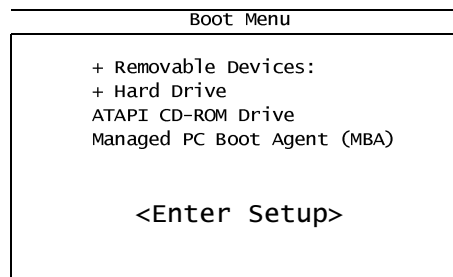 Boot Menu
+ Removable Devices:
+ Hard Drive
ATAPI CD-ROM Drive
Managed PC Boot Agent (MBA)
<Enter Setup>